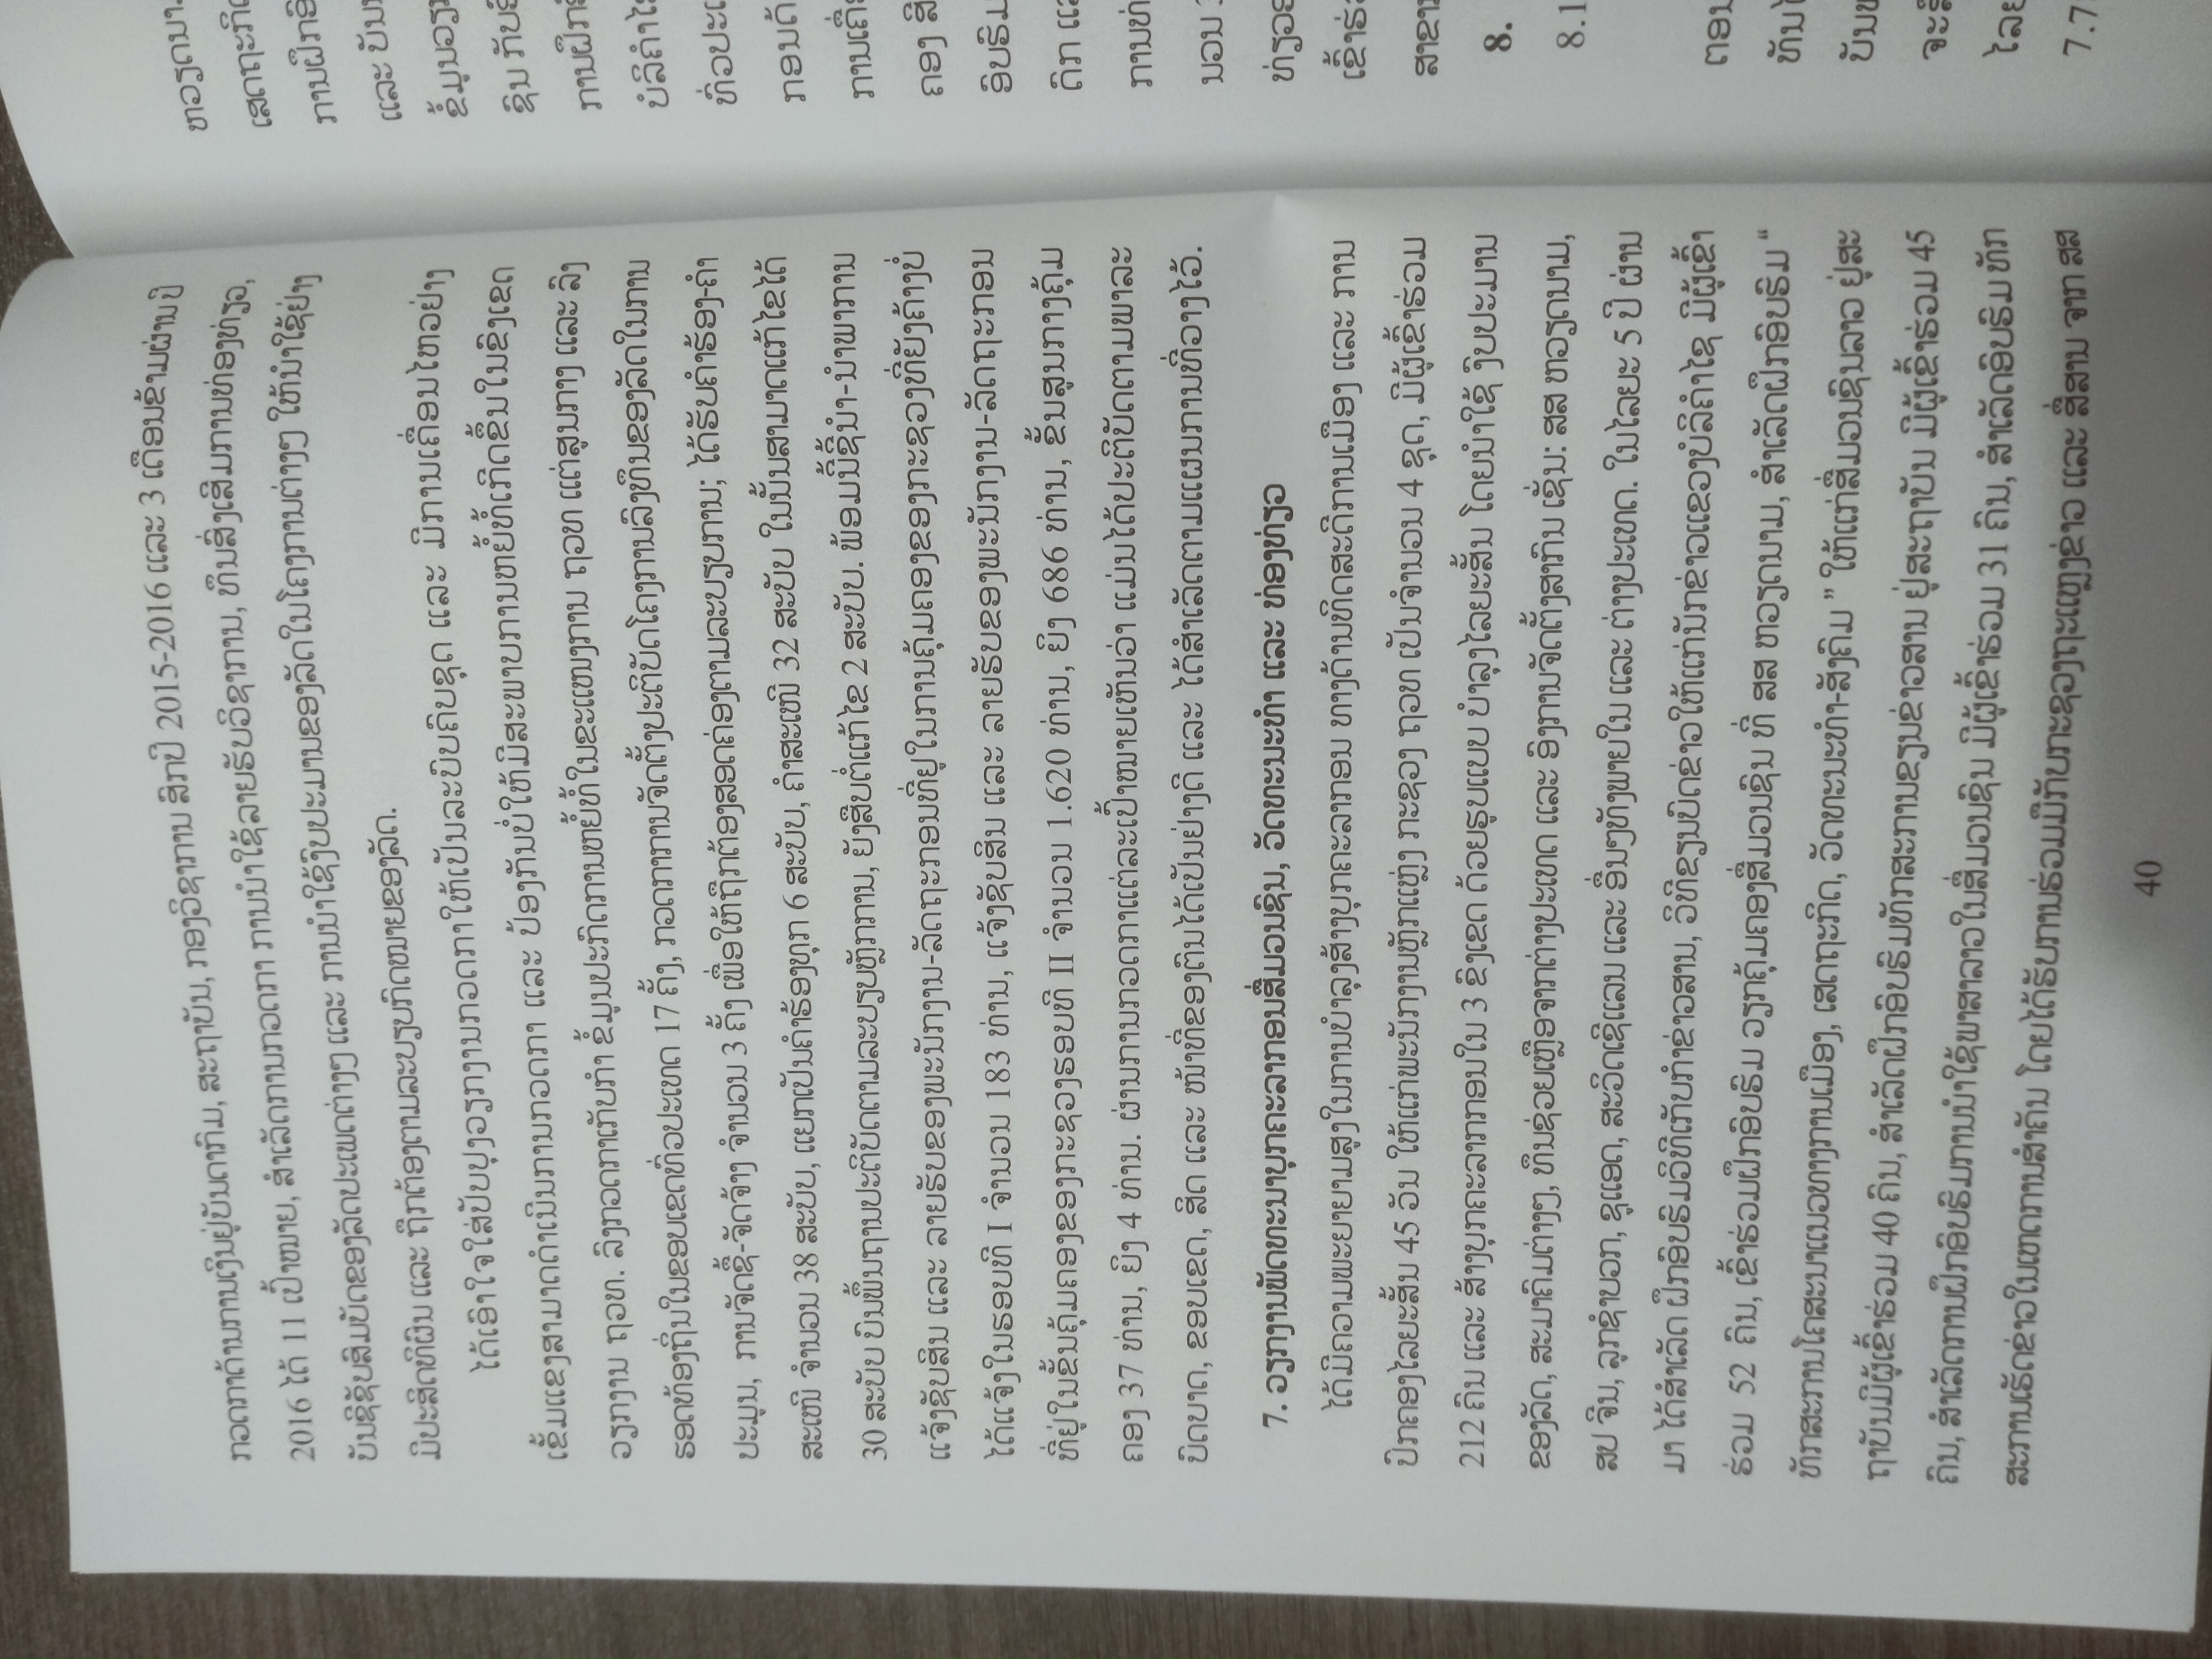 ກວດກາດ້ານການເງິນຢູ່ບັນດາກົມ, ສະຖາບັນ, ກອງວິຊາການ ສົກປີ 2015-2016 ແລະ 3 ເດືອນຂ້າມຜ່ານປີ
2016 ໄດ້ 11 ເປົ້າໝາຍ, ສໍາເລັດການກວດກາ ການນໍາໃຊ້ລາຍຮັບວິຊາການ, ທຶນສົ່ງເສີມການທ່ອງທ່ຽວ,
ບັນຊີຊັບສົມບັດຂອງລັດປະເພດຕ່າງໆ ແລະ ການນໍາໃຊ້ງົບປະມານຂອງລັດໃນໂຄງການຕ່າງໆ ໃຫ້ນໍາໃຊ້ຢ່າງ
ມີປະສິດທິຜົນ ແລະ ຖືກຕ້ອງຕາມລະບຽບກົດໝາຍຂອງລັດ.
ໄດ້ເອົາໃຈໃສ່ປັບປຸງວຽກງານກວດກາໃຫ້ເປັນລະບົບຄົບຊຸດ ແລະ ມີການເຄື່ອນໄຫວຢ່າງ
ເຂັ້ມແຂງສາມາດດໍາເນີນການກວດກາ ແລະ ປ້ອງກັນບໍ່ໃຫ້ມີສະພາບການຫຍໍ້ທໍ້ເກີດຂຶ້ນໃນຂົງເຂດ
ວຽກງານ ຖວທ. ລົງກວດກາເກັບກໍາ ຂໍ້ມູນປະກົດການຫຍໍ້ທໍ້ໃນຂະແໜງການ ຖວທ ແຕ່ສູນກາງ ແລະ ລົງ
ຮອດທ້ອງຖິ່ນໃນຂອບເຂດທົ່ວປະເທດ 17 ຄັ້ງ, ກວດກາການຈັດຕັ້ງປະຕິບັດໂຄງການລົງທຶນຂອງລັດໃນການ
ປະມູນ, ການຈັດຊື້-ຈັດຈ້າງ ຈໍານວນ 3 ຄັ້ງ ເພື່ອໃຫ້ຖືກຕ້ອງສອດຄ່ອງຕາມລະບຽບການ; ໄດ້ຮັບຄໍາຮ້ອງ-ຄໍາ
ສະເໜີ ຈໍານວນ 38 ສະບັບ, ແຍກເປັນຄໍາຮ້ອງທຸກ 6 ສະບັບ, ຄໍາສະເໜີ 32 ສະບັບ ໃນນັ້ນສາມາດແກ້ໄຂໄດ້
30 ສະບັບ ບົນພື້ນຖານປະຕິບັດຕາມລະບຽບຫຼັກການ, ຍັງສືບຕໍ່ແກ້ໄຂ 2 ສະບັບ. ພ້ອມນີ້ຊີ້ນໍາ-ນໍາພາການ
ແຈ້ງຊັບສິນ ແລະ ລາຍຮັບຂອງພະນັກງານ-ລັດຖະກອນທີ່ຢູ່ໃນການຄຸ້ມຄອງຂອງກະຊວງທີ່ຍັງຄ້າງບໍ່
ໄດ້ແຈ້ງໃນຮອບທີ I ຈໍານວນ 183 ທ່ານ, ແຈ້ງຊັບສິນ ແລະ ລາຍຮັບຂອງພະນັກງານ-ລັດຖະກອນ
ທີ່ຢູ່ໃນຂັ້ນຄຸ້ມຄອງຂອງກະຊວງຮອບທີ II ຈໍານວນ 1.620 ທ່ານ, ຍິງ 686 ທ່ານ, ຂັ້ນສູນກາງຄຸ້ມ
ຄອງ 37 ທ່ານ, ຍິງ 4 ທ່ານ. ຜ່ານການກວດກາແຕ່ລະເປົ້າໝາຍເຫັນວ່າ ແມ່ນໄດ້ປະຕິບັດຕາມພາລະ
ບົດບາດ, ຂອບເຂດ, ສິດ ແລະ ໜ້າທີ່ຂອງຕົນໄດ້ເປັນຢ່າງດີ ແລະ ໄດ້ສໍາເລັດຕາມແຜນການທີ່ວາງໄວ້.
7. ວຽກງານພັດທະນາບຸກຄະລາກອນສື່ມວນຊົນ, ວັດທະນະທໍາ ແລະ ທ່ອງທ່ຽວ
ໄດ້ມີຄວາມພະຍາຍາມສູງໃນການບໍາລຸງສ້າງບຸກຄະລາກອນ ທາງດ້ານທິດສະດີການເມືອງ ແລະ ການ
ປົກຄອງໄລຍະສັ້ນ 45 ວັນ ໃຫ້ແກ່ພະນັກງານຫຼັກແຫຼ່ງ ກະຊວງ ຖວທ ເປັນຈໍານວນ 4 ຊຸດ, ມີຜູ້ເຂົ້າຮ່ວມ
212 ຄົນ ແລະ ສ້າງບຸກຄະລາກອນໃນ 3 ຂົງເຂດ ດ້ວຍຮູບແບບ ບໍາລຸງໄລຍະສັ້ນ ໂດຍນໍາໃຊ້ ງົບປະມານ
ຂອງລັດ, ສະມາຄົມຕ່າງໆ, ທຶນຊ່ວຍເຫຼືອຈາກຕ່າງປະເທດ ແລະ ອົງການຈັດຕັ້ງສາກົນ ເຊັ່ນ: ສສ ຫວຽດນາມ,
ສປ ຈີນ, ລຸກຊໍາບວກ, ຊູແອດ, ສະວິດເຊີແລນ ແລະ ອື່ນໆທັງພາຍໃນ ແລະ ຕ່າງປະເທດ. ໃນໄລຍະ 5 ປີ ຜ່ານ
ມາ ໄດ້ສໍາເລັດ ຝຶກອົບຮົມວິທີເກັບກໍາຂ່າວສານ, ວິທີຂຽນບົດຂ່າວໃຫ້ແກ່ນັກຂ່າວແຂວງບໍລິຄໍາໄຊ ມີຜູ້ເຂົ້າ
ຮ່ວມ 52 ຄົນ, ເຂົ້າຮ່ວມຝຶກອົບຮົມ ວຽກຄຸ້ມຄອງສື່ມວນຊົນ ທີ່ ສສ ຫວຽດນາມ, ສໍາເລັດຝຶກອົບຮົມ “
ທັກສະການໂຄສະນາແນວທາງການເມືອງ, ເສດຖະກິດ, ວັດທະນະທໍາ-ສັງຄົມ ” ໃຫ້ແກ່ສື່ມວນຊົນລາວ ຢູ່ສະ
ຖາບັນມີຜູ້ເຂົ້າຮ່ວມ 40 ຄົນ, ສໍາເລັດຝຶກອົບຮົມທັກສະການຂຽນຂ່າວສານ ຢູ່ສະຖາບັນ ມີຜູ້ເຂົ້າຮ່ວມ 45
ຄົນ, ສໍາເລັດການຝຶກອົບຮົມການນໍາໃຊ້ພາສາລາວໃນສື່ມວນຊົນ ມີຜູ້ເຂົ້າຮ່ວມ 31 ຄົນ, ສໍາເລັດອົບຮົມ ທັກ
ສະການເຮັດຂ່າວໃນເທດການສໍາຄັນ ໂດຍໄດ້ຮັບການຮ່ວມມືກັບກະຊວງຖະແຫຼງຂ່າວ ແລະ ສື່ສານ ຈາກ ສສ
40
8.
8.1
7.7